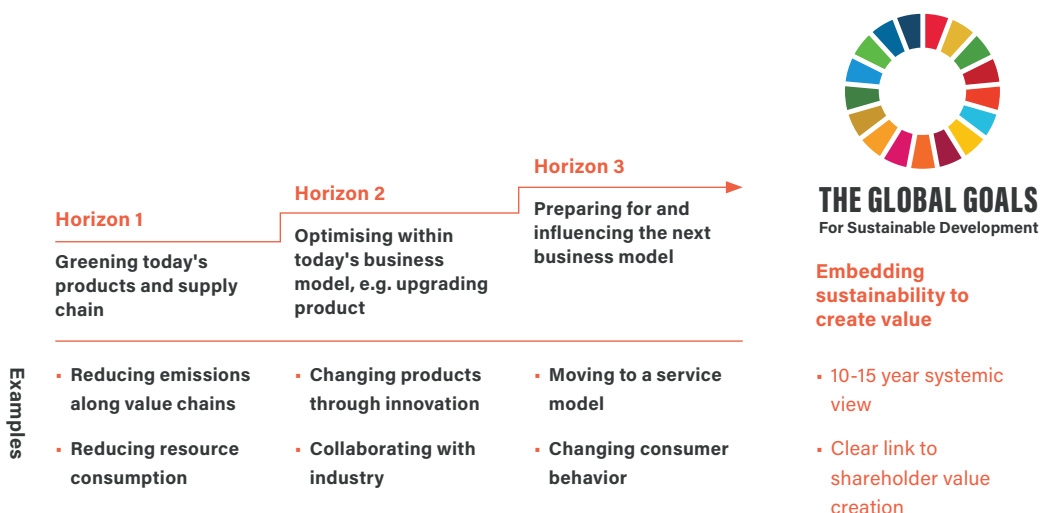 Horizon 1
Greening today's
products and supply
chain
Horizon 2
Optimising within
today's business
model, e.g. upgrading
product
Horizon 3
Preparing for and
influencing the next
business model
THE GLOBAL GOALS
For Sustainable Development
Embedding
sustainability to
create value
Examples
▪ Reducing emissions
along value chains
▪ Reducing resource
consumption
▪ Changing products
through innovation
▪ Collaborating with
industry
▪ Moving to a service
model
▪ Changing consumer
behavior
▪ 10-15 year systemic
view
▪ Clear link to
shareholder value
creation